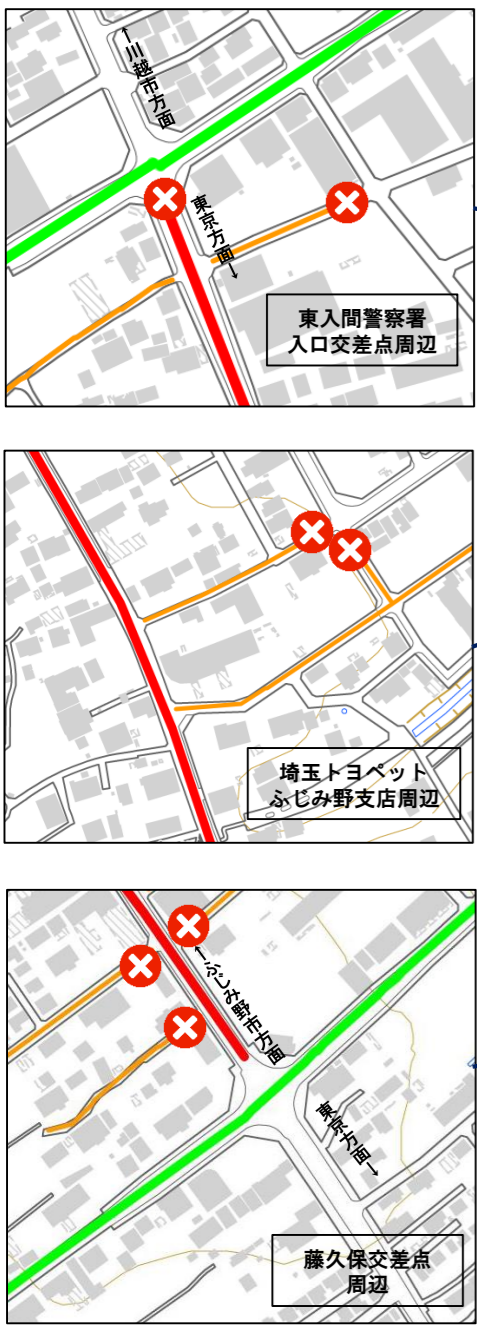 ←川越市方面
東京方面→
東入間警察署
入口交差点周辺
埼玉トヨペット
ふじみ野支店周辺
←ふじみ野市方面
東京方面→
藤久保交差点
周辺